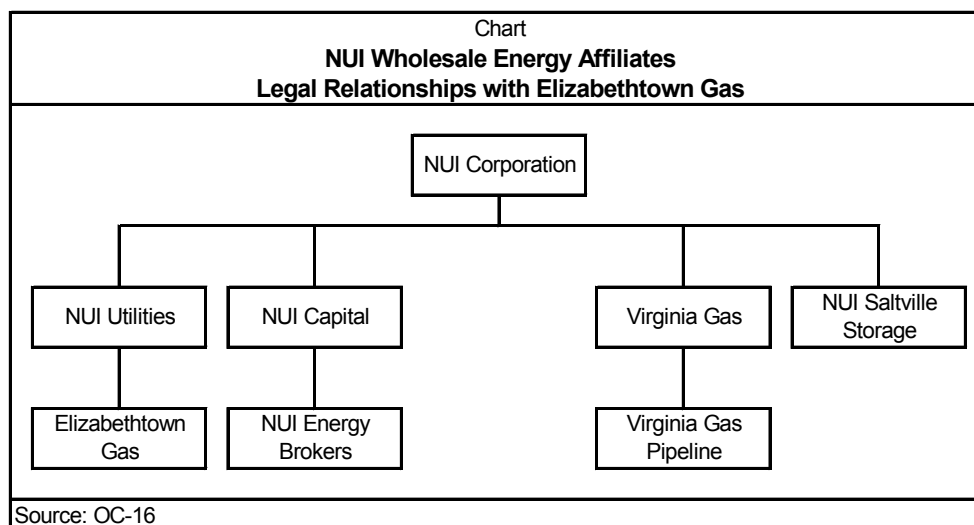 Chart
NUI Wholesale Energy Affiliates
Legal Relationships with Elizabethtown Gas
NUI Corporation
NUI Utilities
NUI Capital
Virginia Gas
NUI Saltville
Storage
Elizabethtown
Gas
NUI Energy
Brokers
Virginia Gas
Pipeline
Source: OC-16